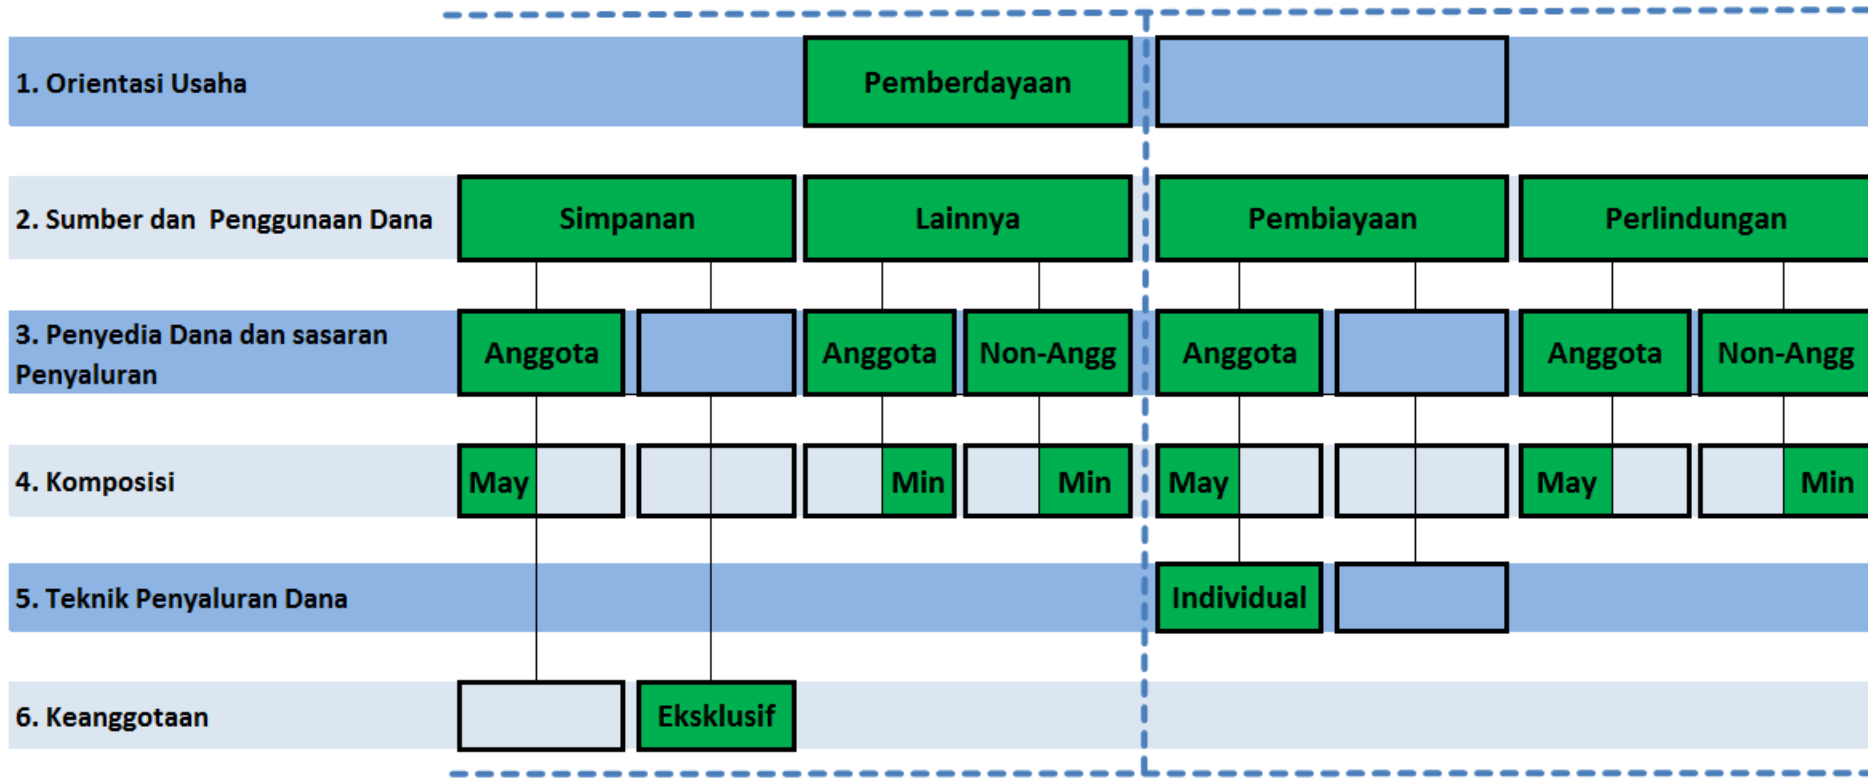 1. Orientasi Usaha
Pemberdayaan
2. Sumber dan Penggunaan Dana
Simpanan
Lainnya
Pembiayaan
Perlindungan
3. Penyedia Dana dan sasaran
Penyaluran
Anggota
Anggota
Non-Angg
Anggota
Anggota
Non-Angg
4. Komposisi
May
Min
Min
May
May
Min
5. Teknik Penyaluran Dana
Individual
6. Keanggotaan
Eksklusif